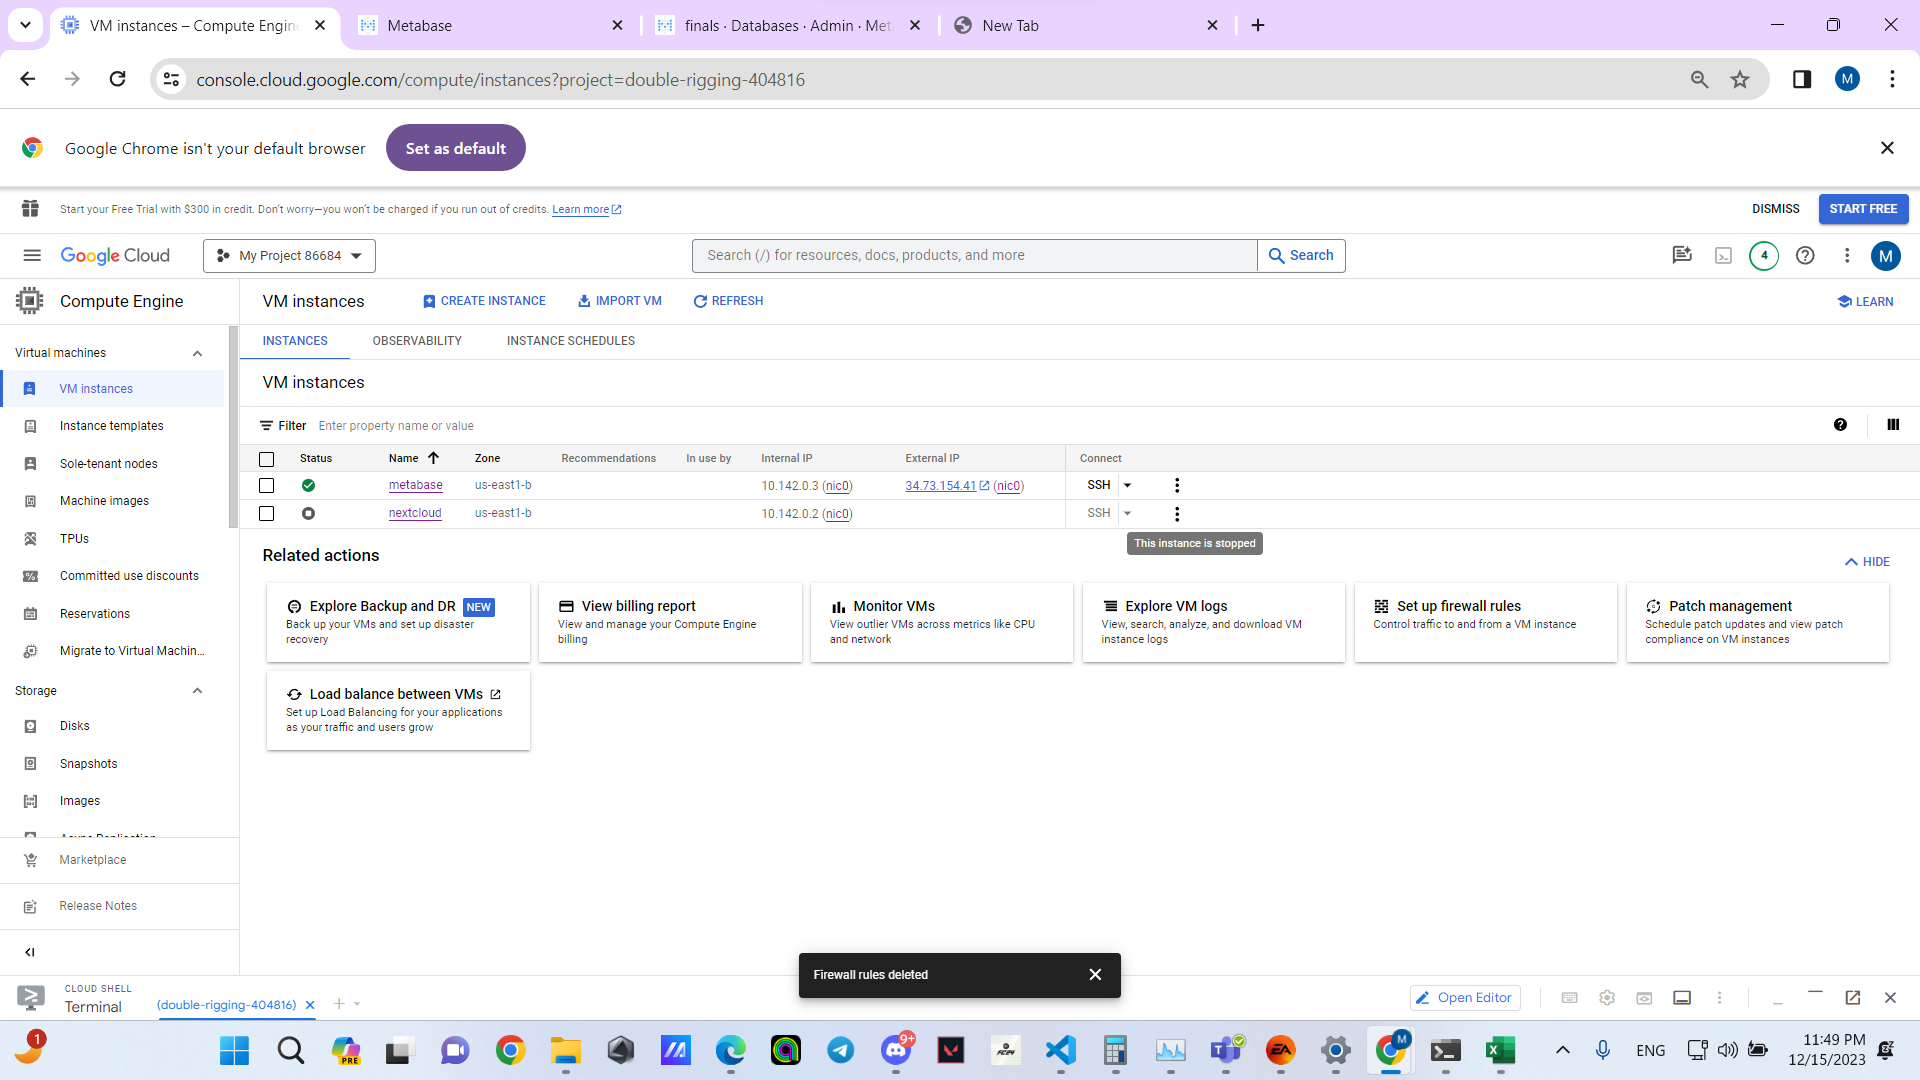 VM instances – Compute Engin
Metabase
finals · Databases · Admin · Met
New Tab
console.cloud.google.com/compute/instances?project=double-rigging-404816
M
Google Chrome isn't your default browser
Set as default
Start your Free Trial with $300 in credit. Don't worry—you won't be charged if you run out of credits. Learn more
DISMISS
START FREE
Google Cloud
My Project 86684
Search (/) for resources, docs, products, and more
Search
4
M
Compute Engine
VM instances
CREATE INSTANCE
IMPORT VM
REFRESH
LEARN
Virtual machines
VM instances
Instance templates
Sole-tenant nodes
Machine images
TPUs
Committed use discounts
Reservations
Migrate to Virtual Machin...
Storage
Disks
Snapshots
Images
Async Replication
Marketplace
Release Notes
INSTANCES
OBSERVABILITY
INSTANCE SCHEDULES
VM instances
Filter
Enter property name or value
Status Name Zone Recommendations In use by Internal IP External IP Connect
metabase us-east1-b 10.142.0.3 (nic0) 34.73.154.41 (nic0) SSH
nextcloud us-east1-b 10.142.0.2 (nic0) SSH
This instance is stopped
Related actions
HIDE
Explore Backup and DR NEW
Back up your VMs and set up disaster
recovery
View billing report
View and manage your Compute Engine
billing
Monitor VMs
View outlier VMs across metrics like CPU
and network
Explore VM logs
View, search, analyze, and download VM
instance logs
Set up firewall rules
Control traffic to and from a VM instance
Patch management
Schedule patch updates and view patch
compliance on VM instances
Load balance between VMs
Set up Load Balancing for your applications
as your traffic and users grow
Firewall rules deleted
CLOUD SHELL
Terminal
(double-rigging-404816)
Open Editor
1
PRE
9+
FC24
EA
M
ENG
11:49 PM
12/15/2023